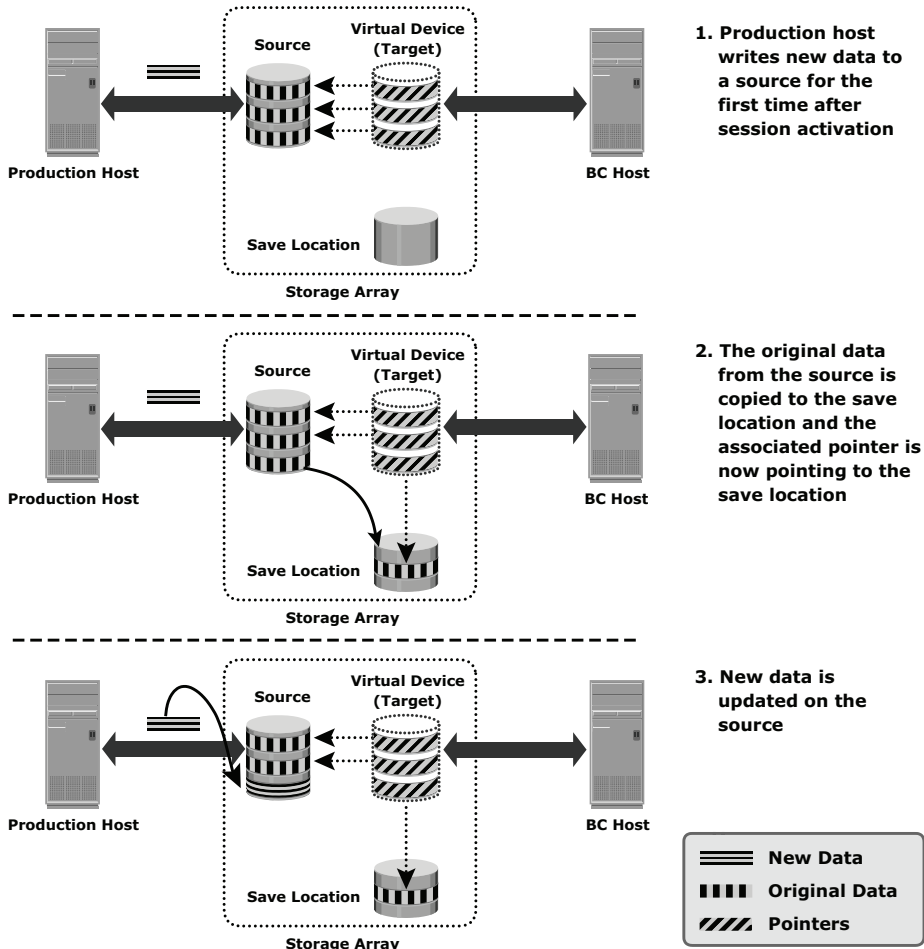 Source
Virtual Device
(Target)
Production Host
BC Host
Save Location
Storage Array
1. Production host
writes new data to
a source for the
first time after
session activation
Source
Virtual Device
(Target)
Production Host
BC Host
Save Location
Storage Array
2. The original data
from the source is
copied to the save
location and the
associated pointer is
now pointing to the
save location
Source
Virtual Device
(Target)
Production Host
BC Host
Save Location
Storage Array
3. New data is
updated on the
source
New Data
Original Data
Pointers